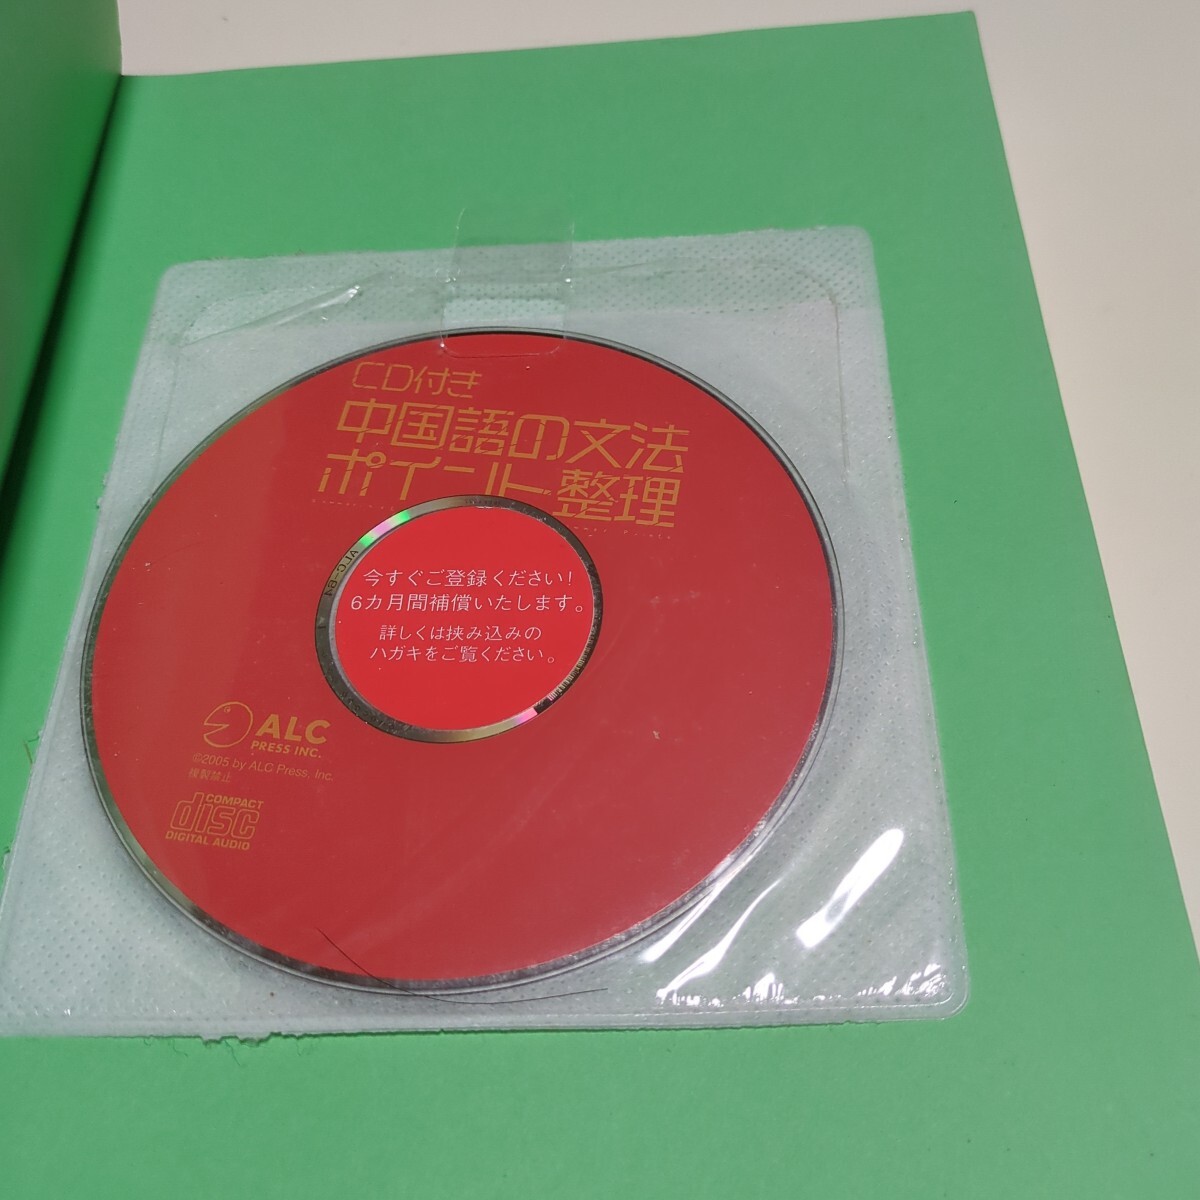 CD付き
中国語の文法
ポイント整理
今すぐご登録ください!
6カ月間補償いたします。
詳しくは挟み込みの
ハガキをご覧ください。
ALC
PRESS INC.
©2005 by ALC Press, Inc.
複製禁止
COMPACT
disc
DIGITAL AUDIO